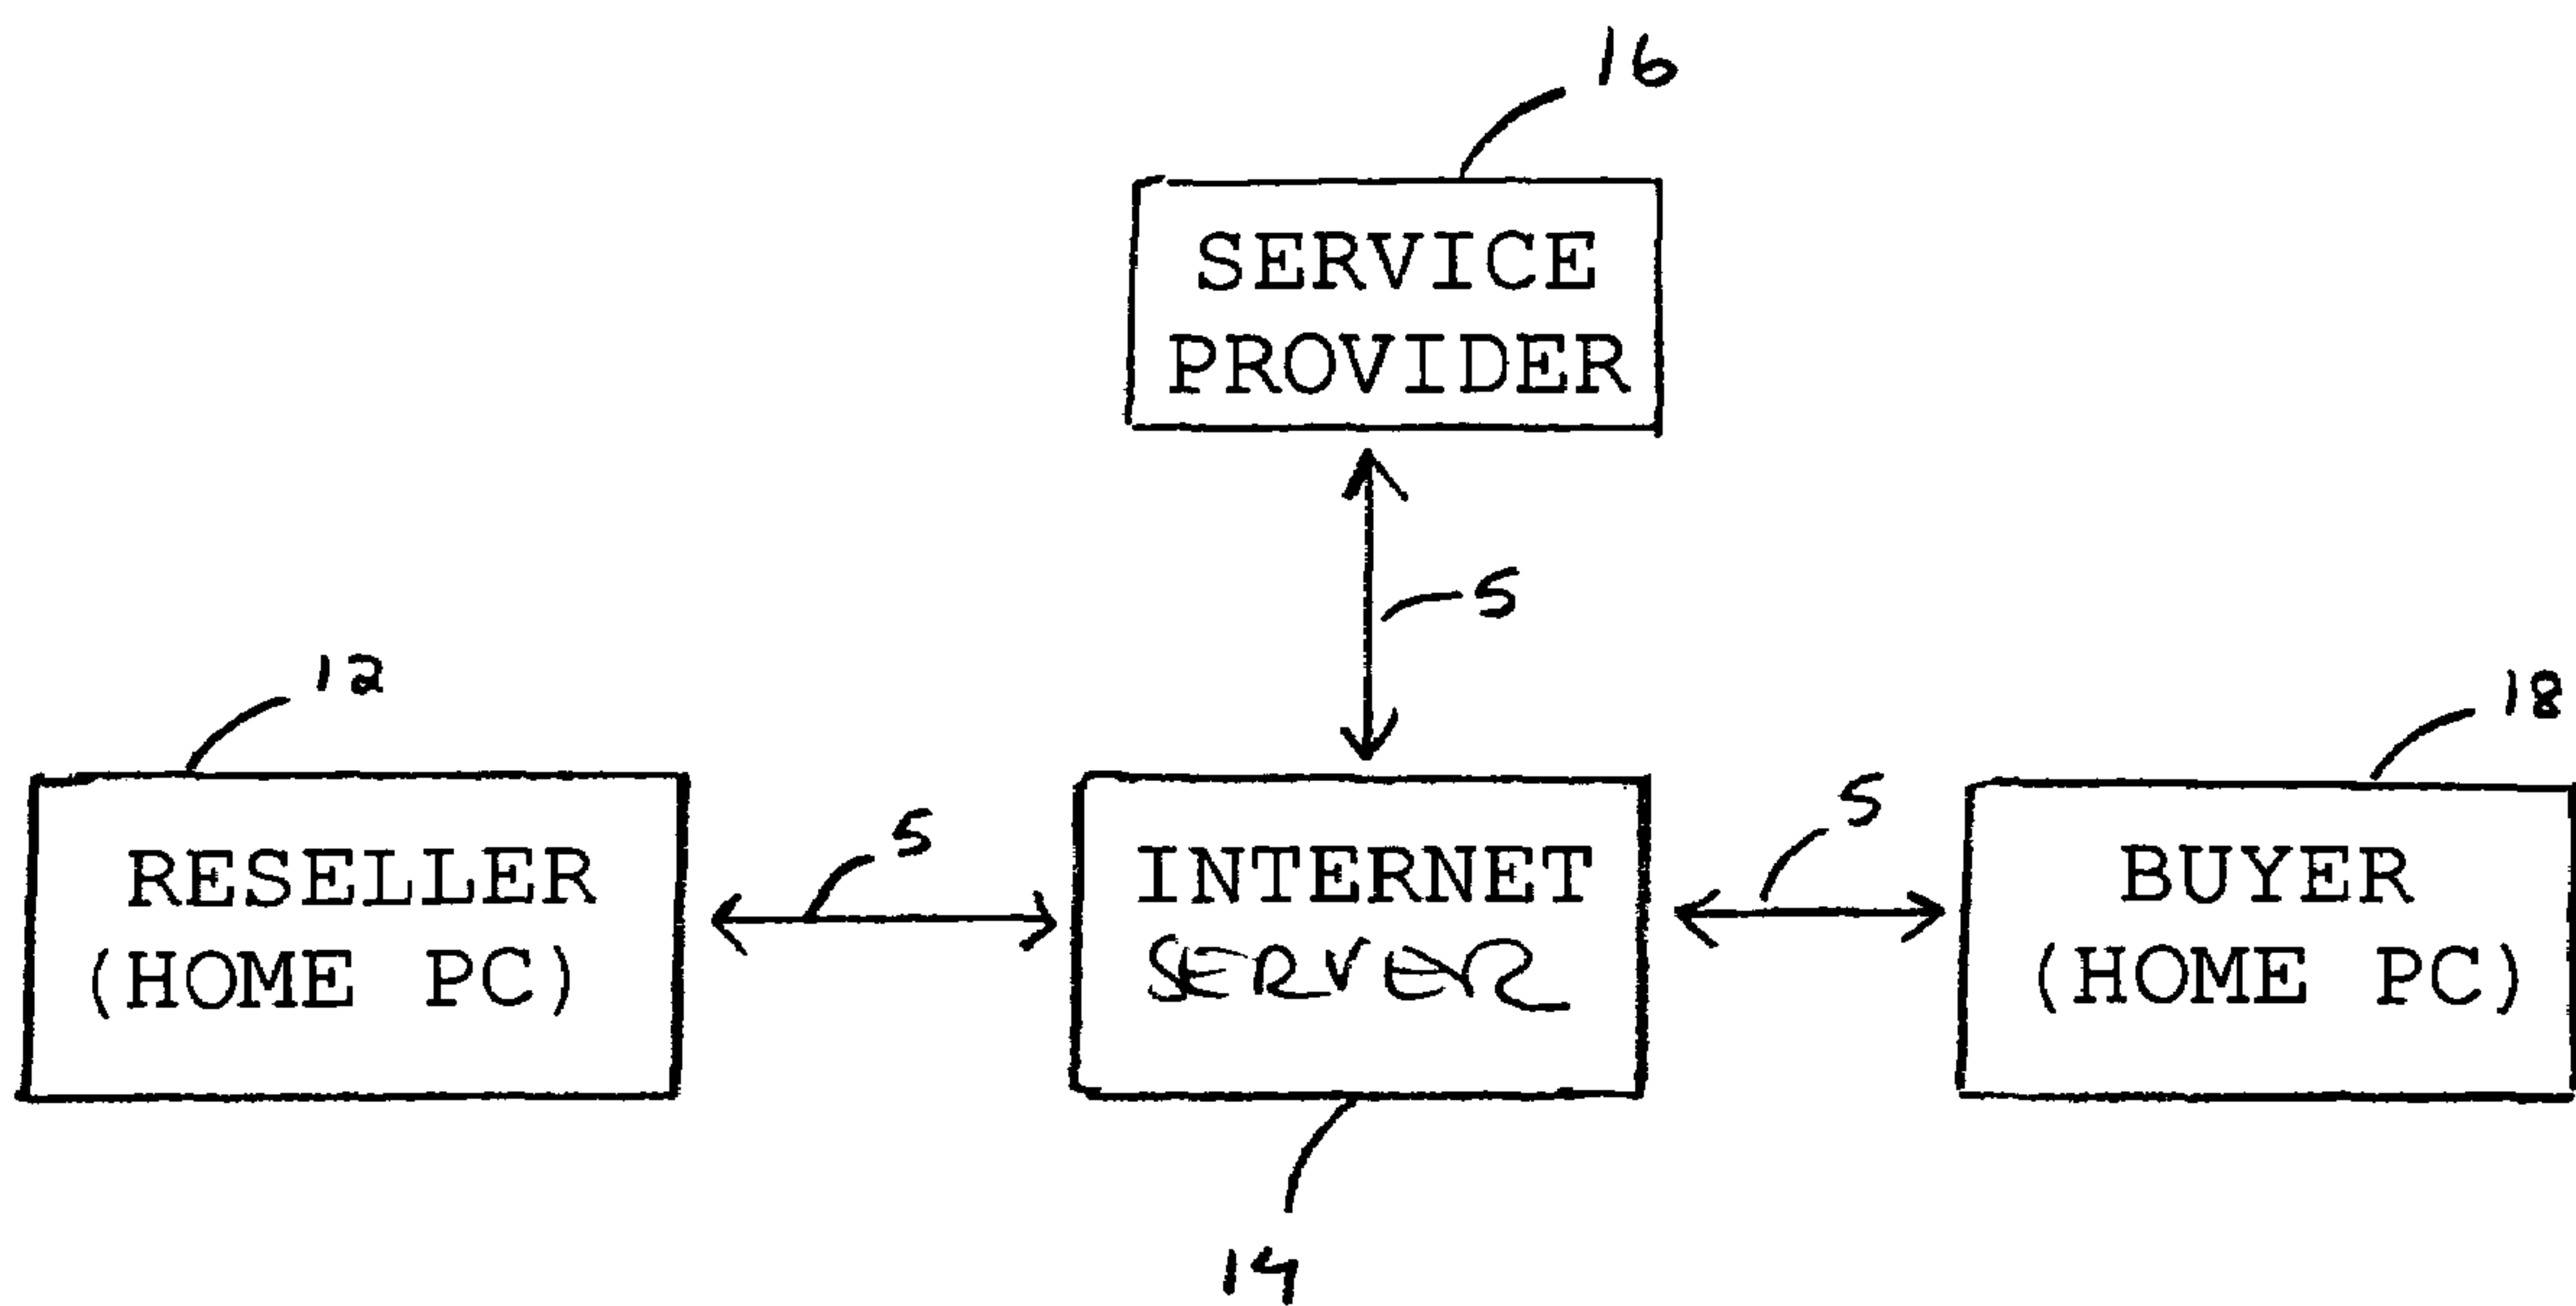 16
SERVICE
PROVIDER
5
12
18
5
5
RESELLER
(HOME PC)
INTERNET
SERVER
BUYER
(HOME PC)
14